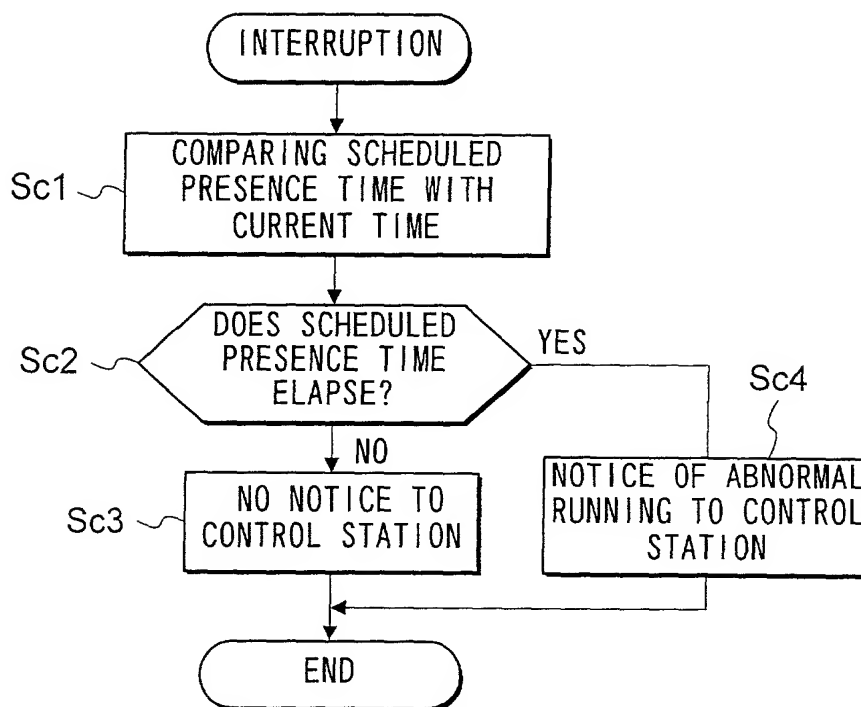 INTERRUPTION
Sc1
COMPARING SCHEDULED
PRESENCE TIME WITH
CURRENT TIME
Sc2
DOES SCHEDULED
PRESENCE TIME
ELAPSE?
YES
NO
Sc3
NO NOTICE TO
CONTROL STATION
Sc4
NOTICE OF ABNORMAL
RUNNING TO CONTROL
STATION
END